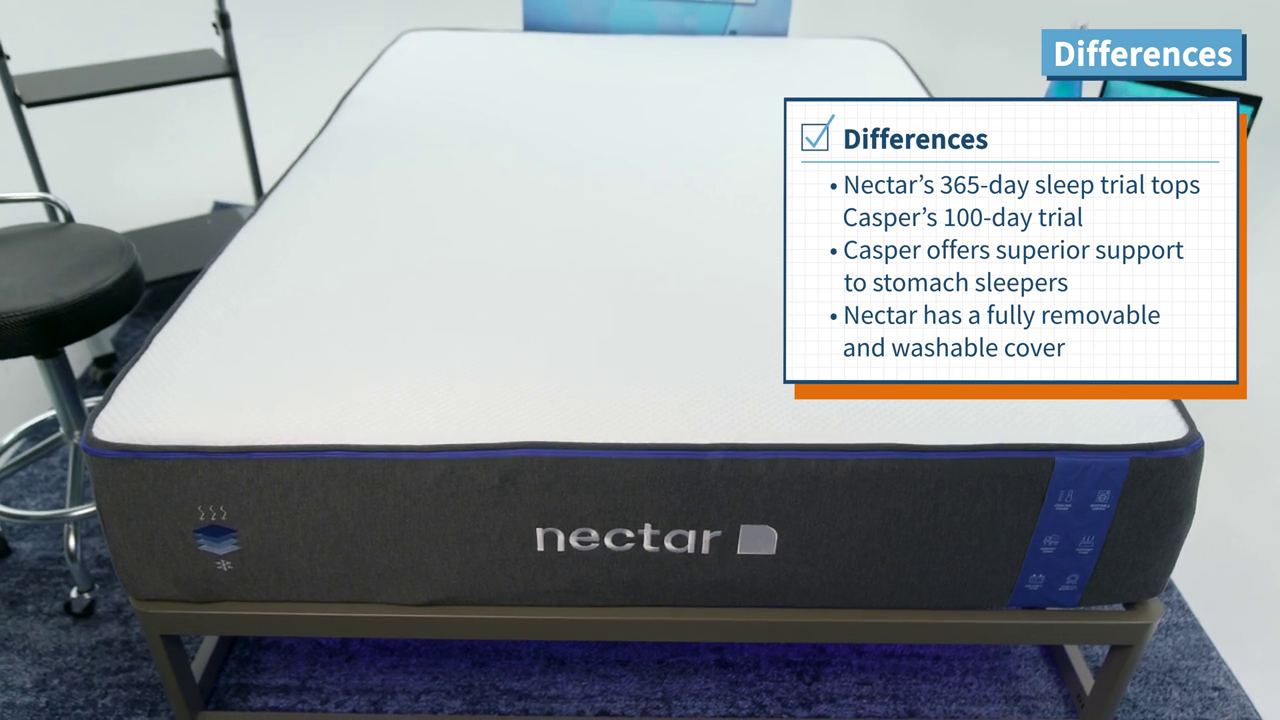 Differences
Differences
• Nectar’s 365-day sleep trial tops
Casper’s 100-day trial
• Casper offers superior support
to stomach sleepers
• Nectar has a fully removable
and washable cover
nectar